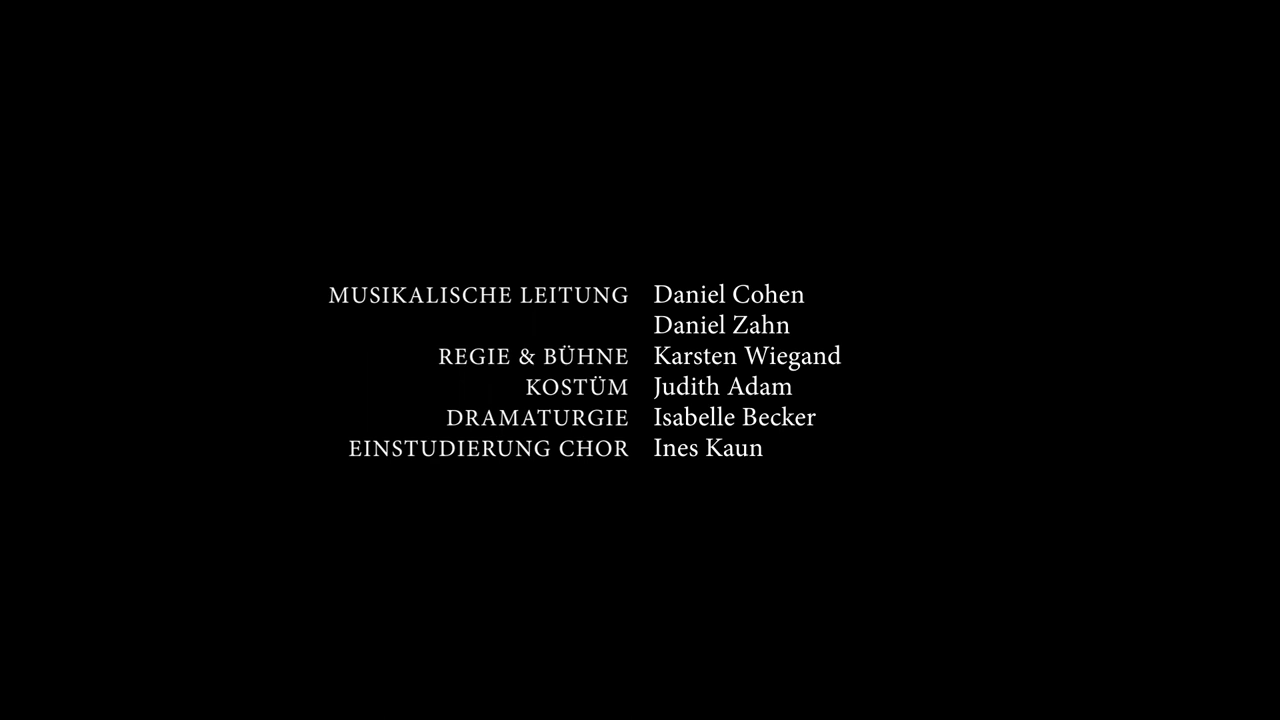 MUSIKALISCHE LEITUNG Daniel Cohen
Daniel Zahn
REGIE & BÜHNE Karsten Wiegand
KOSTÜM Judith Adam
DRAMATURGIE Isabelle Becker
EINSTUDIERUNG CHOR Ines Kaun